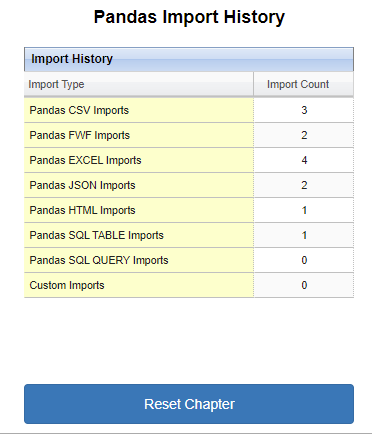 Pandas Import History
Import History
Import Type Import Count
Pandas CSV Imports 3
Pandas FWF Imports 2
Pandas EXCEL Imports 4
Pandas JSON Imports 2
Pandas HTML Imports 1
Pandas SQL TABLE Imports 1
Pandas SQL QUERY Imports 0
Custom Imports 0
Reset Chapter